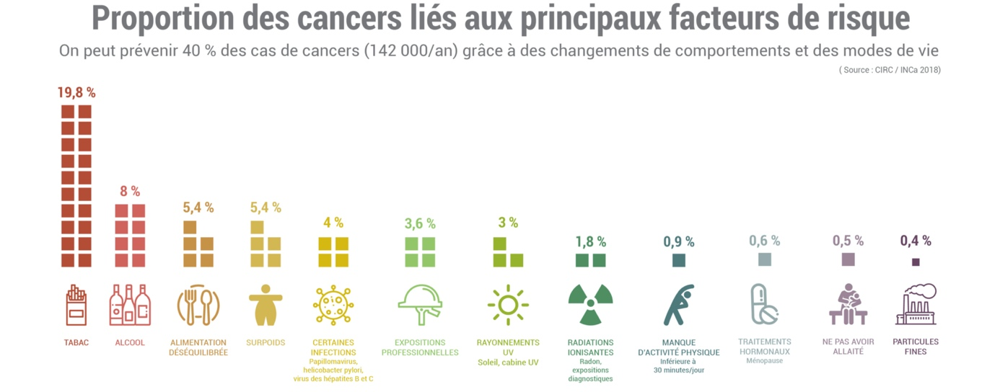 Proportion des cancers liés aux principaux facteurs de risque
On peut prévenir 40 % des cas de cancers (142 000/an) grâce à des changements de comportements et des modes de vie
( Source : CIRC / INCa 2018)
19,8 %
8 %
5,4 %
5,4 %
4 %
3,6 %
3 %
1,8 %
0,9 %
0,6 %
0,5 %
0,4 %
TABAC
ALCOOL
ALIMENTATION
DÉSÉQUILIBRÉE
SURPOIDS
CERTAINES
INFECTIONS
Papillomavirus,
helicobacter pylori,
virus des hépatites B et C
EXPOSITIONS
PROFESSIONNELLES
RAYONNEMENTS
UV
Soleil, cabine UV
RADIATIONS
IONISANTES
Radon,
expositions
diagnostiques
MANQUE
D'ACTIVITÉ PHYSIQUE
Inférieure à
30 minutes/jour
TRAITEMENTS
HORMONAUX
Ménopause
NE PAS AVOIR
ALLAITÉ
PARTICULES
FINES